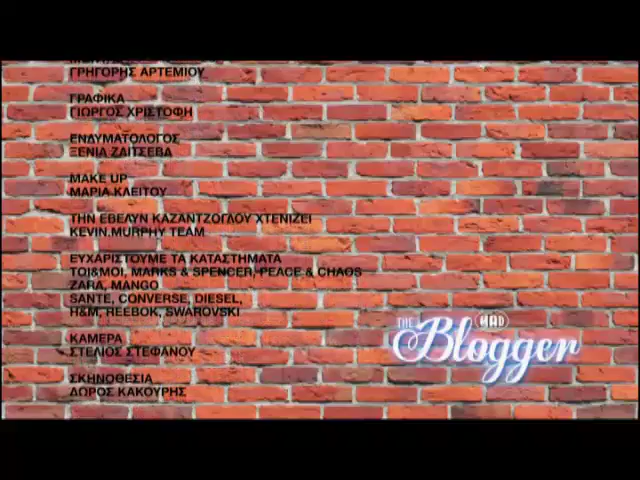 ΓΡΗΓΟΡΗΣ ΑΡΤΕΜΙΟΥ
ΓΡΑΦΙΚΑ
ΓΙΩΡΓΟΣ ΧΡΙΣΤΟΦΗ
ΕΝΔΥΜΑΤΟΛΟΓΟΣ
ΞΕΝΙΑ ΖΑΙΤΣΕΒΑ
MAKE UP
ΜΑΡΙΑ ΚΛΕΙΤΟΥ
ΤΗΝ ΕΒΕΛΥΝ ΚΑΖΑΝΤΖΟΓΛΟΥ ΧΤΕΝΙΖΕΙ
KEVIN.MURPHY TEAM
ΕΥΧΑΡΙΣΤΟΥΜΕ ΤΑ ΚΑΤΑΣΤΗΜΑΤΑ
TOI&MOI, MARKS & SPENCER, PEACE & CHAOS
ZARA, MANGO
SANTE, CONVERSE, DIESEL,
H&M, REEBOK, SWAROVSKI
ΚΑΜΕΡΑ
ΣΤΕΛΙΟΣ ΣΤΕΦΑΝΟΥ
ΣΚΗΝΟΘΕΣΙΑ
ΔΩΡΟΣ ΚΑΚΟΥΡΗΣ
THE MAD
Blogger